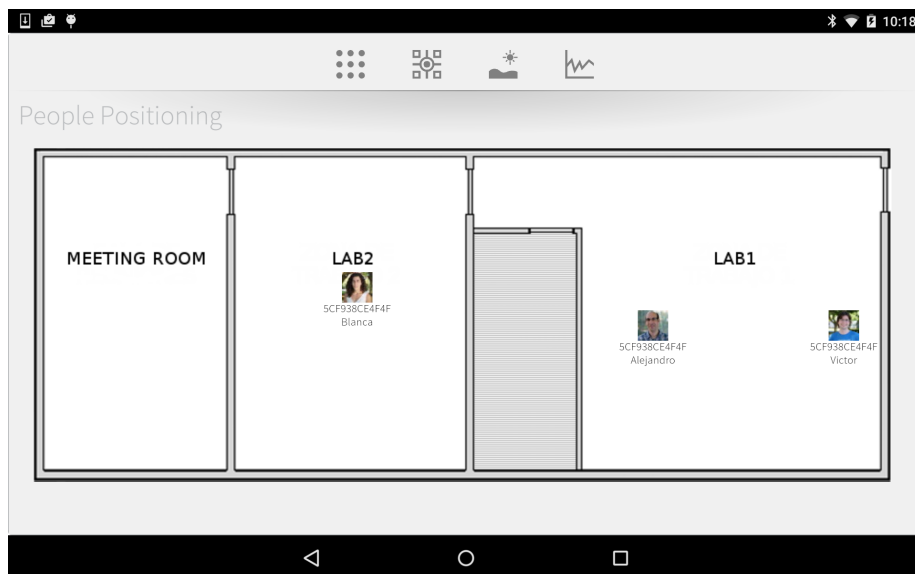 10:18
People Positioning
MEETING ROOM
LAB2
LAB1
5CF938CE4F4F
Blanca
5CF938CE4F4F
Alejandro
5CF938CE4F4F
Victor